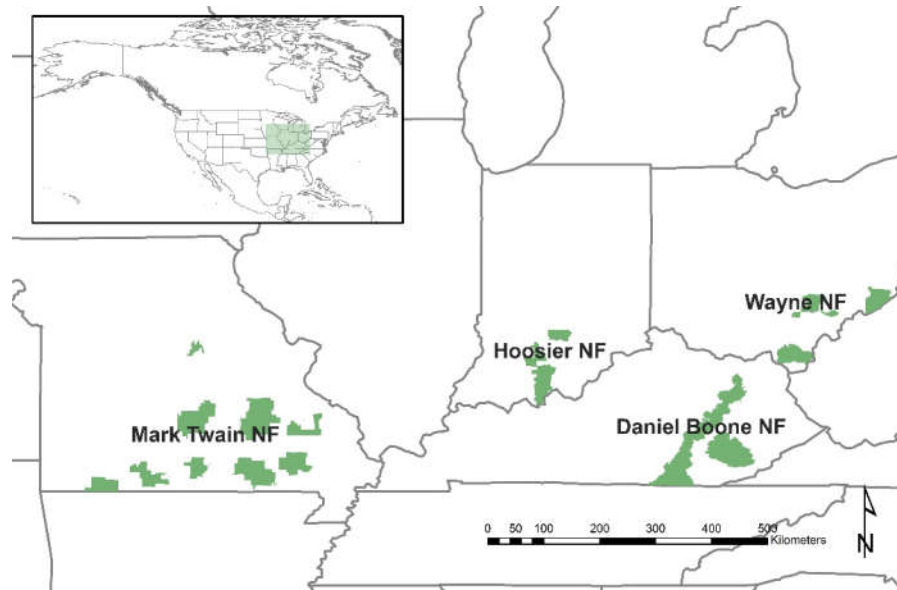 Wayne NF
Hoosier NF
Mark Twain NF
Daniel Boone NF
0 50 100 200 300 400 500
Kilometers
N